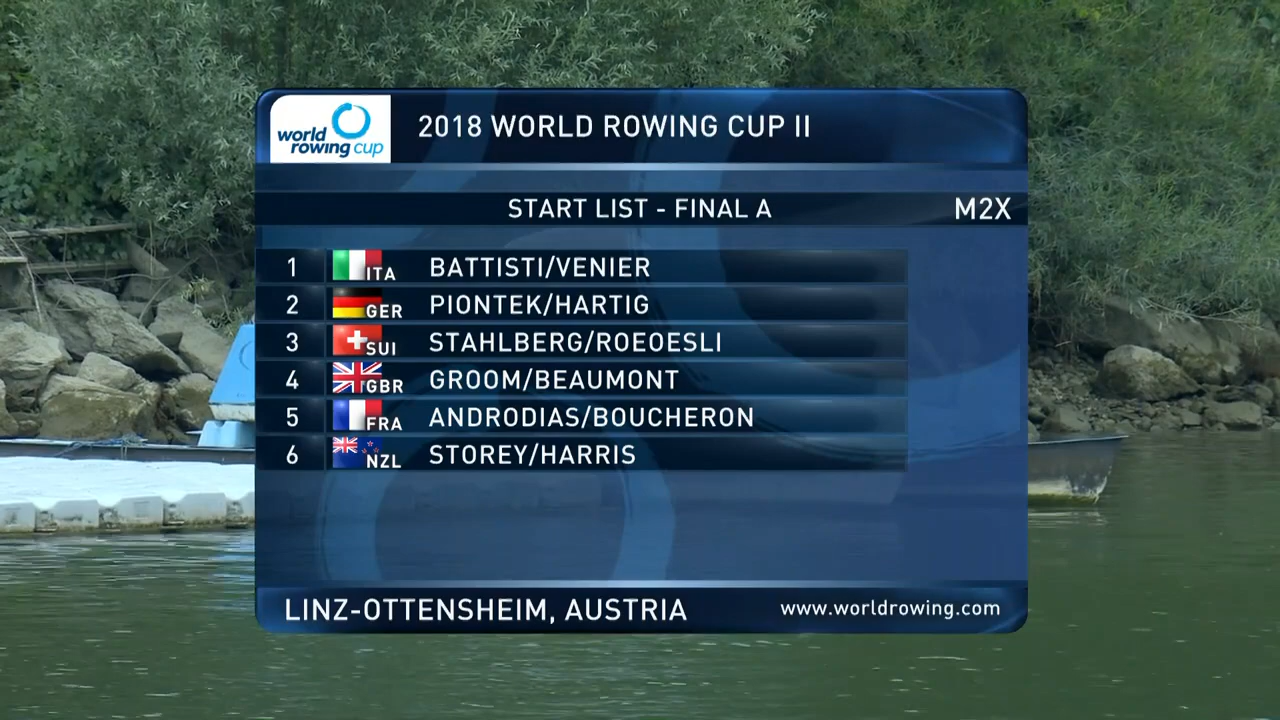 world
rowing cup
2018 WORLD ROWING CUP II
START LIST - FINAL A M2X
1 ITA BATTISTI/VENIER
2 GER PIONTEK/HARTIG
3 SUI STAHLBERG/ROEOESLI
4 GBR GROOM/BEAUMONT
5 FRA ANDRODIAS/BOUCHERON
6 NZL STOREY/HARRIS
LINZ-OTTENSHEIM, AUSTRIA www.worldrowing.com